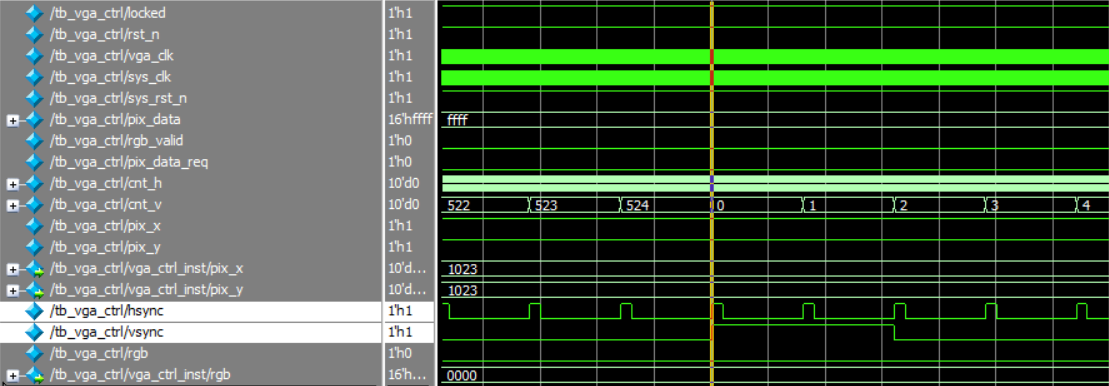 /tb_vga_ctrl/locked 1'h1
/tb_vga_ctrl/rst_n 1'h1
/tb_vga_ctrl/vga_clk 1'h1
/tb_vga_ctrl/sys_clk 1'h1
/tb_vga_ctrl/sys_rst_n 1'h1
/tb_vga_ctrl/pix_data 16'hffff ffff
/tb_vga_ctrl/rgb_valid 1'h0
/tb_vga_ctrl/pix_data_req 1'h0
/tb_vga_ctrl/cnt_h 10'd0
/tb_vga_ctrl/cnt_v 10'd0 522 523 524 0 1 2 3 4
/tb_vga_ctrl/pix_x 1'h1
/tb_vga_ctrl/pix_y 1'h1
/tb_vga_ctrl/vga_ctrl_inst/pix_x 10'd... 1023
/tb_vga_ctrl/vga_ctrl_inst/pix_y 10'd... 1023
/tb_vga_ctrl/hsync 1'h1
/tb_vga_ctrl/vsync 1'h1
/tb_vga_ctrl/rgb 1'h0
/tb_vga_ctrl/vga_ctrl_inst/rgb 16'h... 0000